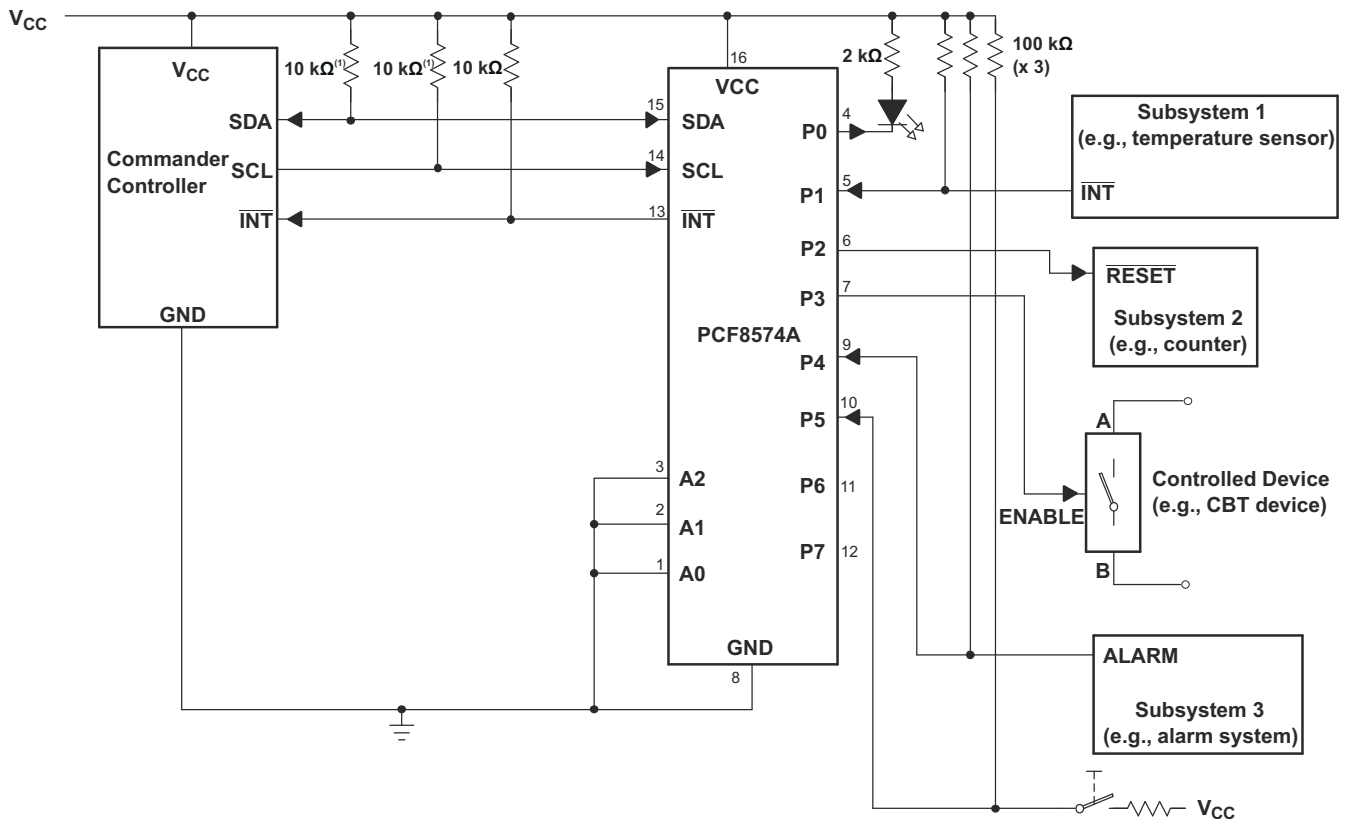 V_CC
V_CC
10 kΩ(1)
10 kΩ(1)
10 kΩ
SDA
Commander
Controller
SCL
INT
GND
16
VCC
15
SDA
14
SCL
13
INT
PCF8574A
3
A2
2
A1
1
A0
GND
8
P0
4
P1
5
P2
6
P3
7
P4
9
P5
10
P6
11
P7
12
2 kΩ
100 kΩ
(x 3)
Subsystem 1
(e.g., temperature sensor)
INT
RESET
Subsystem 2
(e.g., counter)
A
ENABLE
B
Controlled Device
(e.g., CBT device)
ALARM
Subsystem 3
(e.g., alarm system)
V_CC